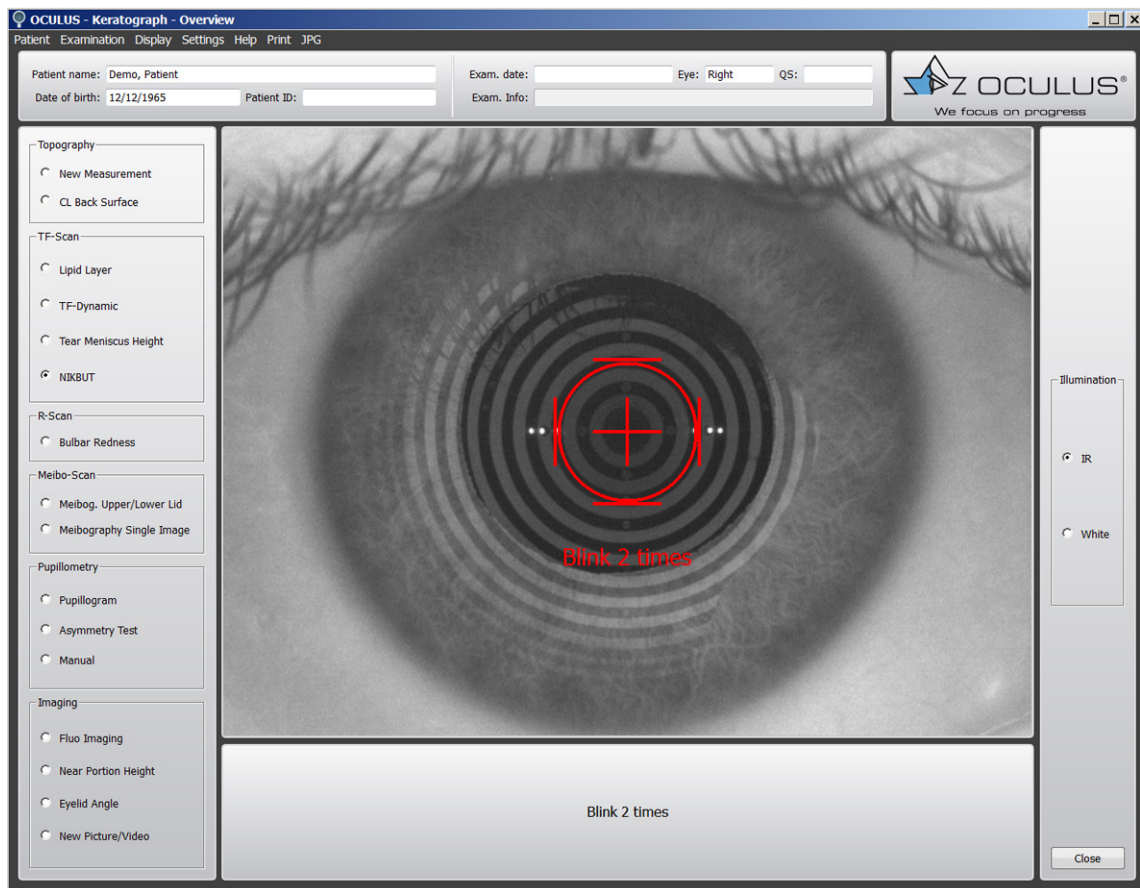 OCULUS - Keratograph - Overview
Patient Examination Display Settings Help Print JPG
Patient name: Demo, Patient
Date of birth: 12/12/1965 Patient ID:
Exam. date: Eye: Right QS:
Exam. Info:
OCULUS®
We focus on progress
Topography
New Measurement
CL Back Surface
TF-Scan
Lipid Layer
TF-Dynamic
Tear Meniscus Height
NIKBUT
R-Scan
Bulbar Redness
Meibo-Scan
Meibog. Upper/Lower Lid
Meibography Single Image
Pupillometry
Pupillogram
Asymmetry Test
Manual
Imaging
Fluo Imaging
Near Portion Height
Eyelid Angle
New Picture/Video
Blink 2 times
Blink 2 times
Illumination
IR
White
Close